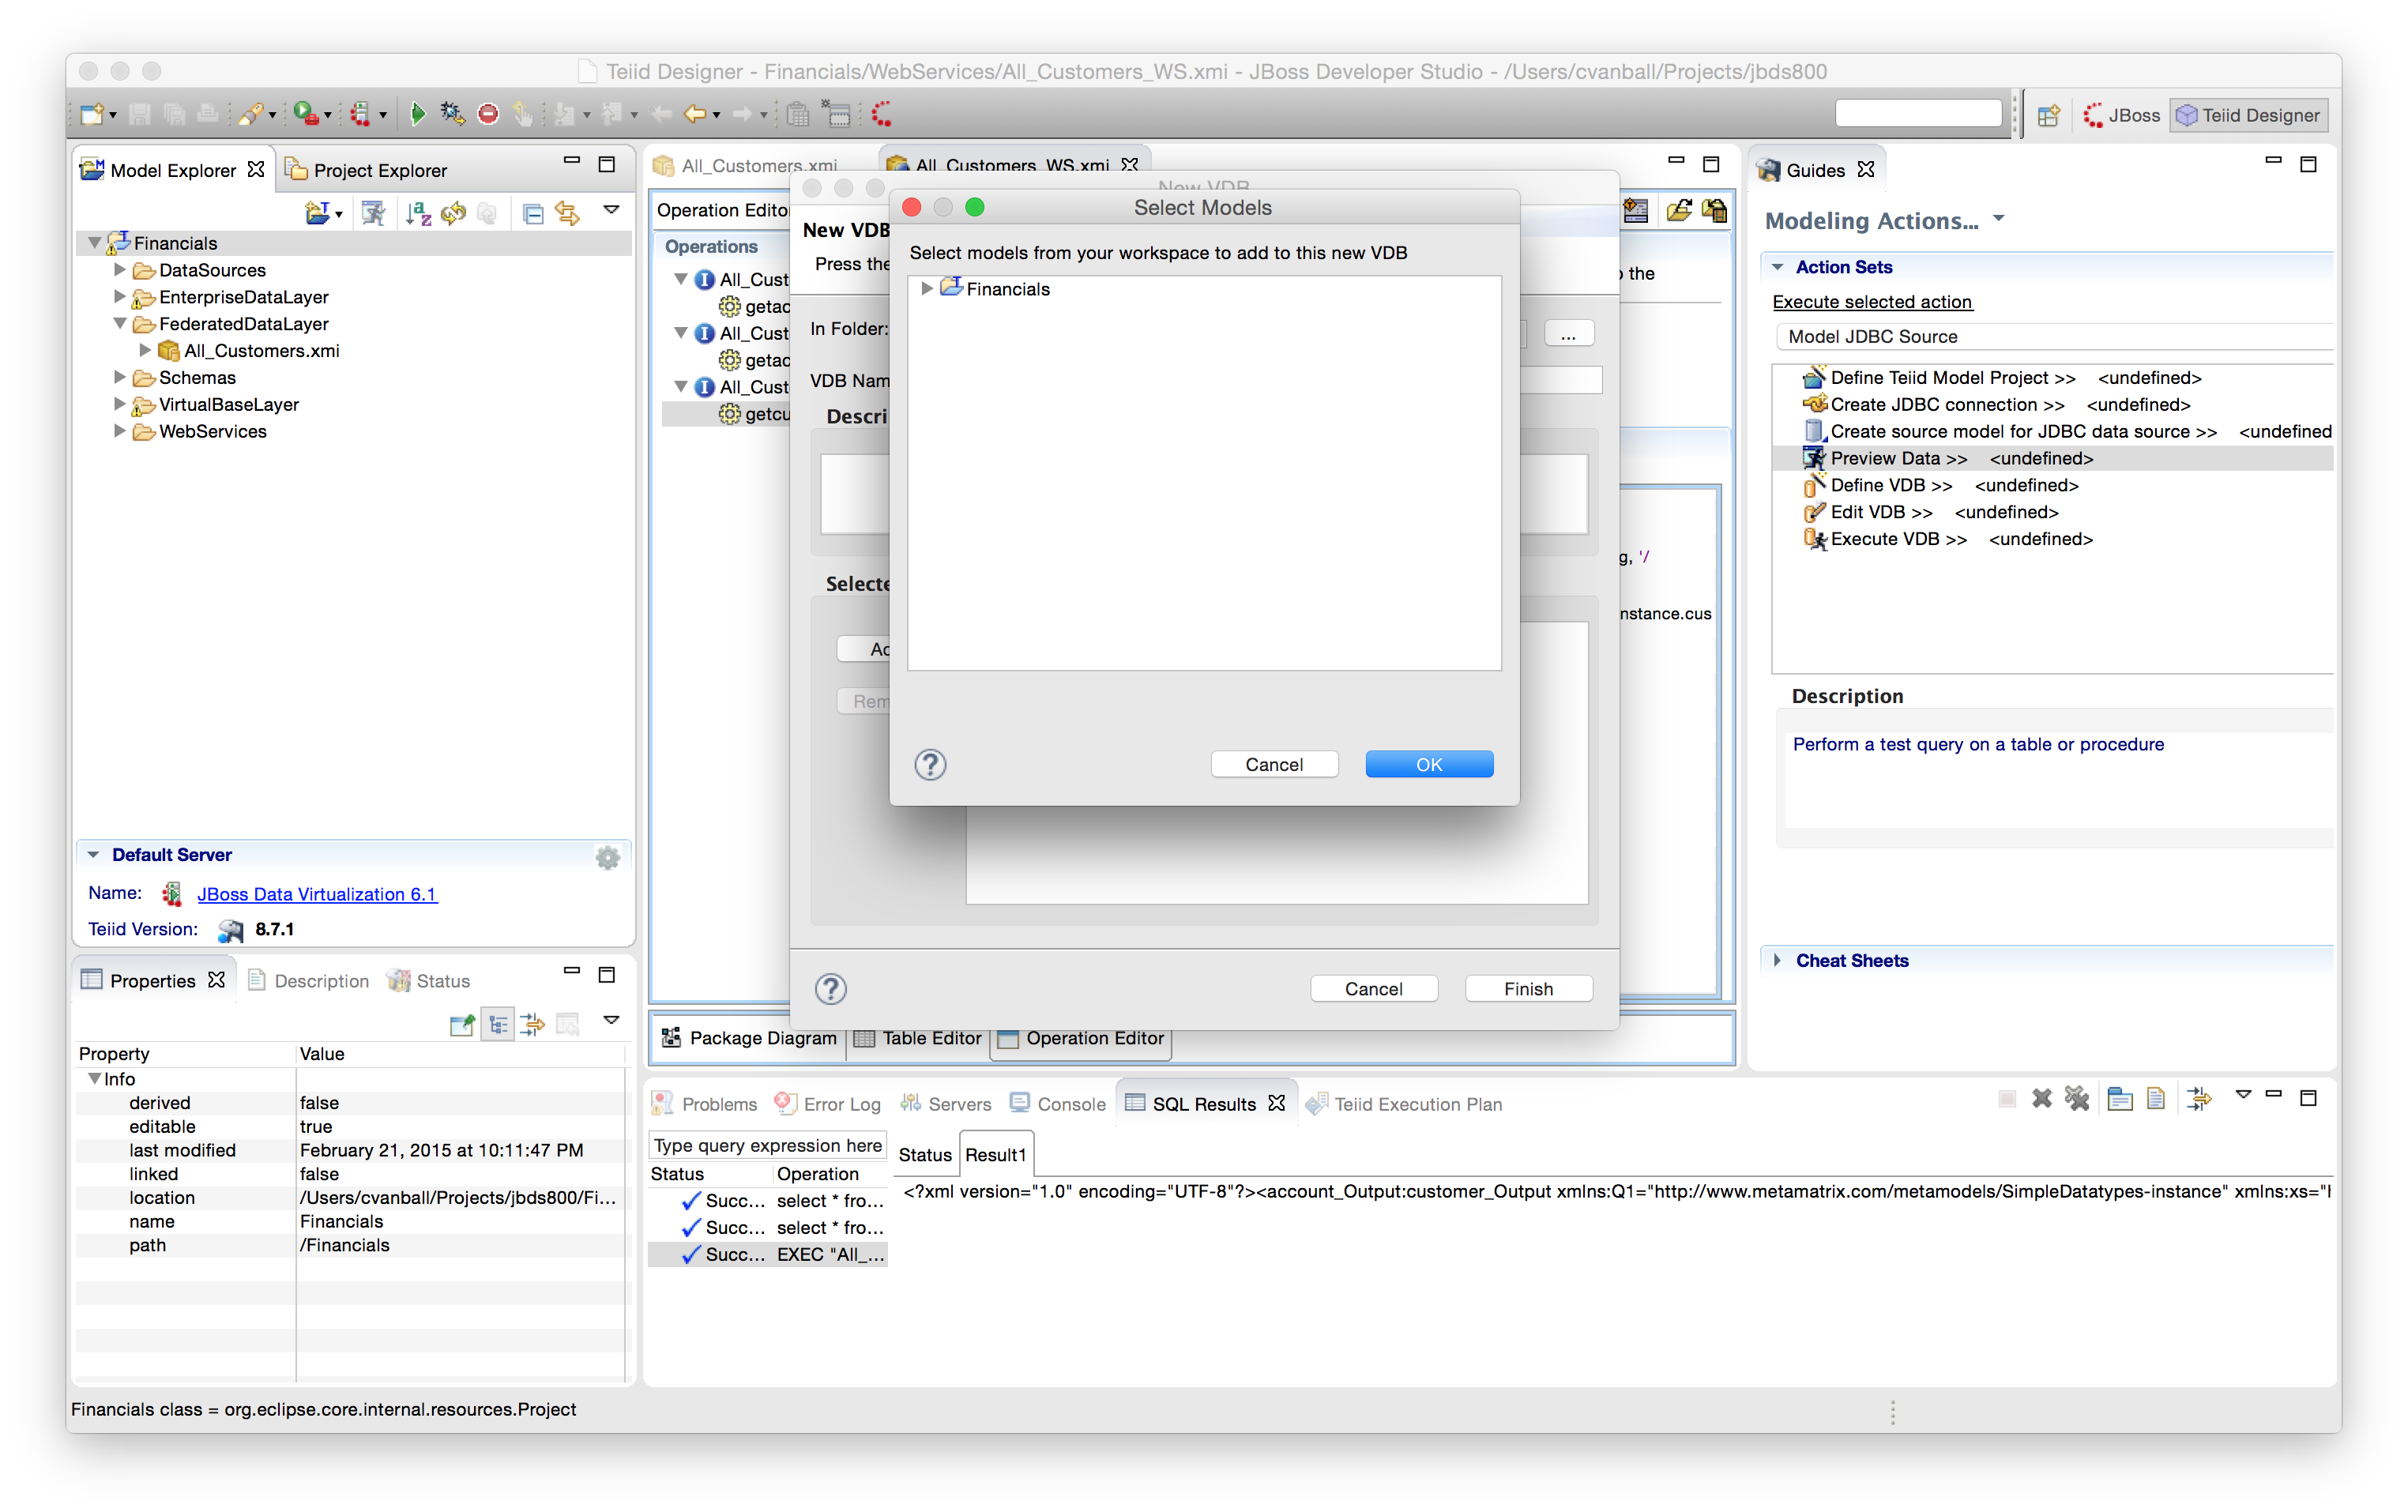 Teiid Designer - Financials/WebServices/All_Customers_WS.xmi - JBoss Developer Studio - /Users/cvanball/Projects/jbds800
JBoss
Teiid Designer
Model Explorer
Project Explorer
Financials
DataSources
EnterpriseDataLayer
FederatedDataLayer
All_Customers.xmi
Schemas
VirtualBaseLayer
WebServices
Default Server
Name: JBoss Data Virtualization 6.1
Teiid Version: 8.7.1
Properties
Description
Status
Property Value
Info
derived false
editable true
last modified February 21, 2015 at 10:11:47 PM
linked false
location /Users/cvanball/Projects/jbds800/Fi...
name Financials
path /Financials
Financials class = org.eclipse.core.internal.resources.Project
All_Customers.xmi
All_Customers_WS.xmi
Operation Edito
Operations
All_Cust
getac
All_Cust
getac
All_Cust
getcu
the
g, '/
nstance.cus
New VDB
New VDB
Press the
In Folder:
...
VDB Nam
Descri
Selecte
Ad
Rem
Cancel
Finish
Select Models
Select models from your workspace to add to this new VDB
Financials
Cancel
OK
Package Diagram
Table Editor
Operation Editor
Guides
Modeling Actions...
Action Sets
Execute selected action
Model JDBC Source
Define Teiid Model Project >> <undefined>
Create JDBC connection >> <undefined>
Create source model for JDBC data source >> <undefined
Preview Data >> <undefined>
Define VDB >> <undefined>
Edit VDB >> <undefined>
Execute VDB >> <undefined>
Description
Perform a test query on a table or procedure
Cheat Sheets
Problems
Error Log
Servers
Console
SQL Results
Teiid Execution Plan
Type query expression here
Status Operation
Succ... select * fro...
Succ... select * fro...
Succ... EXEC "All_...
Status
Result1
<?xml version="1.0" encoding="UTF-8"?><account_Output:customer_Output xmlns:Q1="http://www.metamatrix.com/metamodels/SimpleDatatypes-instance" xmlns:xs="h